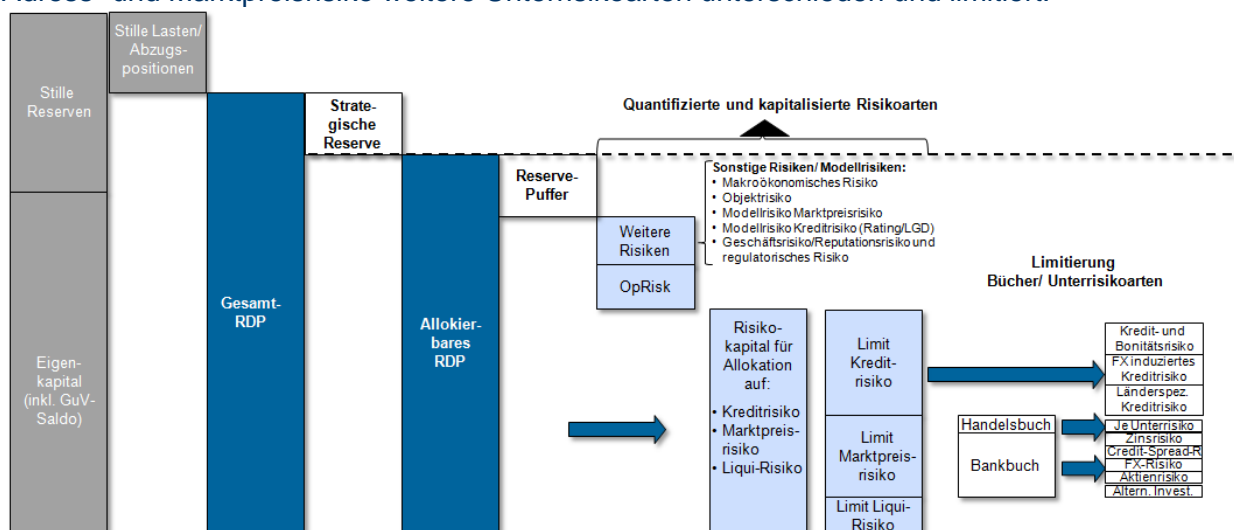 Adress- und Marktpreisrisiko weitere Unterrisikoarten unterschieden und limitiert.
Stille Lasten/
Abzugs-
positionen
Stille
Reserven
Strate-
gische
Reserve
Quantifizierte und kapitalisierte Risikoarten
Reserve-
Puffer
Sonstige Risiken/ Modellrisiken:
• Makroökonomisches Risiko
• Objektrisiko
• Modellrisiko Marktpreisrisiko
• Modellrisiko Kreditrisiko (Rating/LGD)
• Geschäftsrisiko/Reputationsrisiko und
regulatorisches Risiko
Weitere
Risiken
OpRisk
Limitierung
Bücher/ Unterrisikoarten
Gesamt-
RDP
Allokier-
bares
RDP
Eigen-
kapital
(inkl. GuV-
Saldo)
Risiko-
kapital für
Allokation
auf:
• Kreditrisiko
• Marktpreis-
risiko
• Liqui-Risiko
Limit
Kredit-
risiko
Limit
Marktpreis-
risiko
Limit Liqui-
Risiko
Kredit- und
Bonitätsrisiko
FX induziertes
Kreditrisiko
Länderspez.
Kreditrisiko
Handelsbuch
Bankbuch
Je Unterrisiko
Zinsrisiko
Credit-Spread-R
FX-Risiko
Aktienrisiko
Altern. Invest.